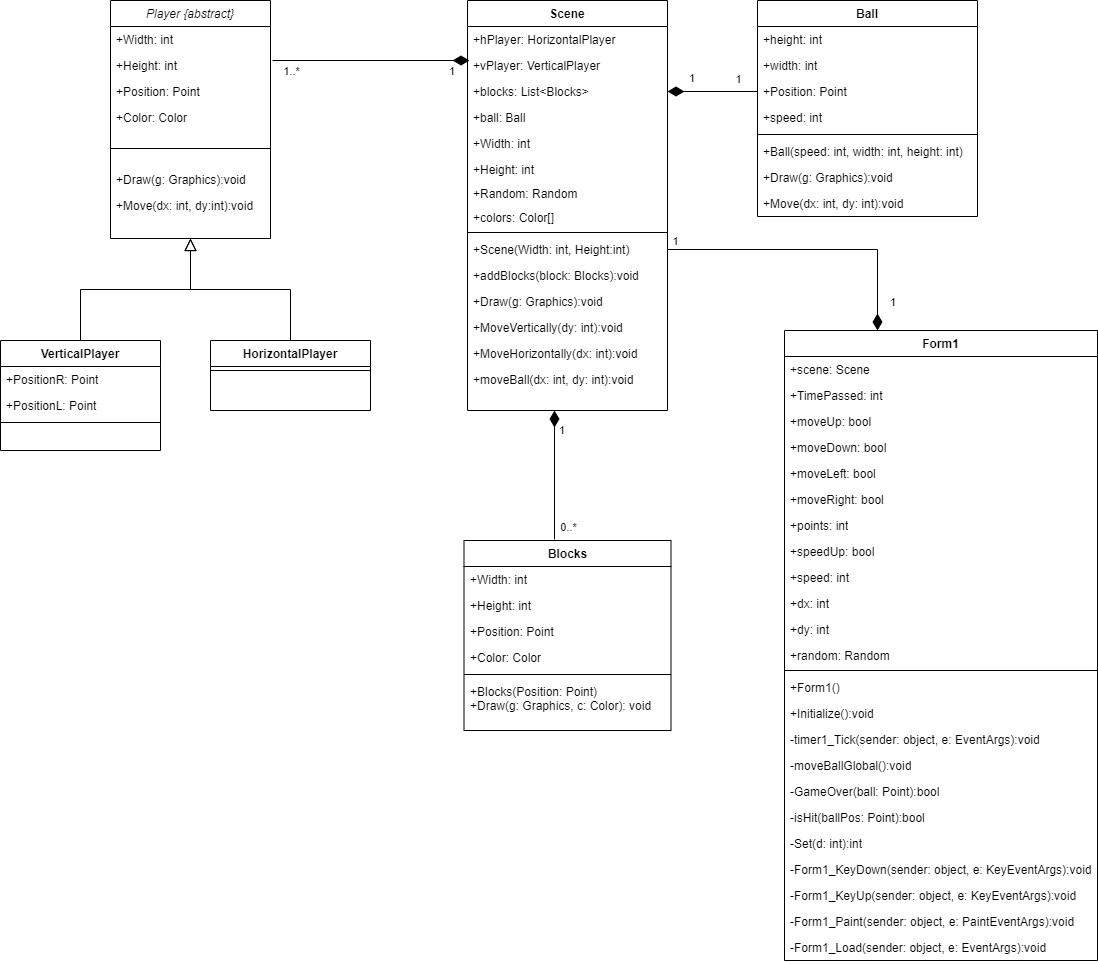 Player {abstract}
+Width: int
+Height: int
+Position: Point
+Color: Color
+Draw(g: Graphics):void
+Move(dx: int, dy:int):void
1..*
1
Scene
+hPlayer: HorizontalPlayer
+vPlayer: VerticalPlayer
+blocks: List<Blocks>
+ball: Ball
+Width: int
+Height: int
+Random: Random
+colors: Color[]
+Scene(Width: int, Height:int)
+addBlocks(block: Blocks):void
+Draw(g: Graphics):void
+MoveVertically(dy: int):void
+MoveHorizontally(dx: int):void
+moveBall(dx: int, dy: int):void
1
1
Ball
+height: int
+width: int
+Position: Point
+speed: int
+Ball(speed: int, width: int, height: int)
+Draw(g: Graphics):void
+Move(dx: int, dy: int):void
1
1
VerticalPlayer
+PositionR: Point
+PositionL: Point
HorizontalPlayer
1
0..*
Blocks
+Width: int
+Height: int
+Position: Point
+Color: Color
+Blocks(Position: Point)
+Draw(g: Graphics, c: Color): void
Form1
+scene: Scene
+TimePassed: int
+moveUp: bool
+moveDown: bool
+moveLeft: bool
+moveRight: bool
+points: int
+speedUp: bool
+speed: int
+dx: int
+dy: int
+random: Random
+Form1()
+Initialize():void
-timer1_Tick(sender: object, e: EventArgs):void
-moveBallGlobal():void
-GameOver(ball: Point):bool
-isHit(ballPos: Point):bool
-Set(d: int):int
-Form1_KeyDown(sender: object, e: KeyEventArgs):void
-Form1_KeyUp(sender: object, e: KeyEventArgs):void
-Form1_Paint(sender: object, e: PaintEventArgs):void
-Form1_Load(sender: object, e: EventArgs):void